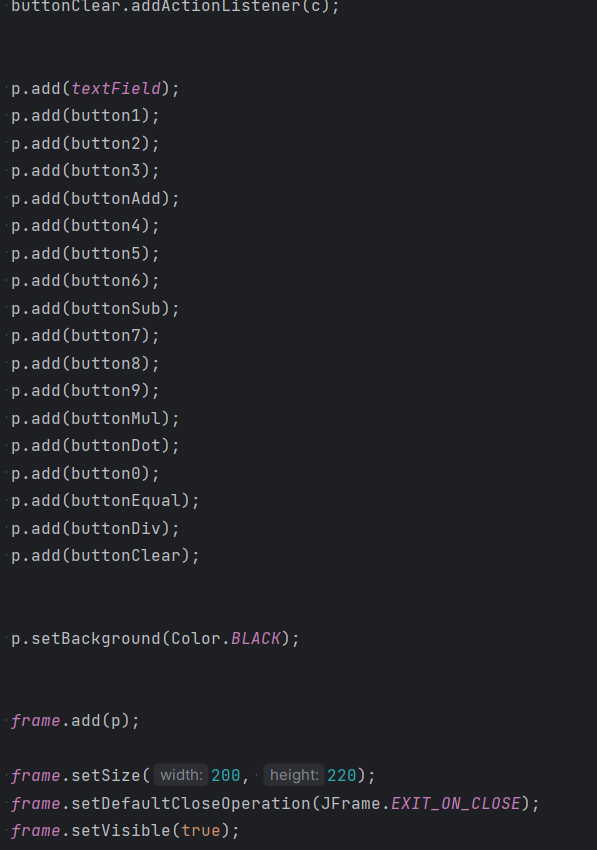 buttonClear.addActionListener(c);
p.add(textField);
p.add(button1);
p.add(button2);
p.add(button3);
p.add(buttonAdd);
p.add(button4);
p.add(button5);
p.add(button6);
p.add(buttonSub);
p.add(button7);
p.add(button8);
p.add(button9);
p.add(buttonMul);
p.add(buttonDot);
p.add(button0);
p.add(buttonEqual);
p.add(buttonDiv);
p.add(buttonClear);
p.setBackground(Color.BLACK);
frame.add(p);
frame.setSize( width: 200, height: 220);
frame.setDefaultCloseOperation(JFrame.EXIT_ON_CLOSE);
frame.setVisible(true);